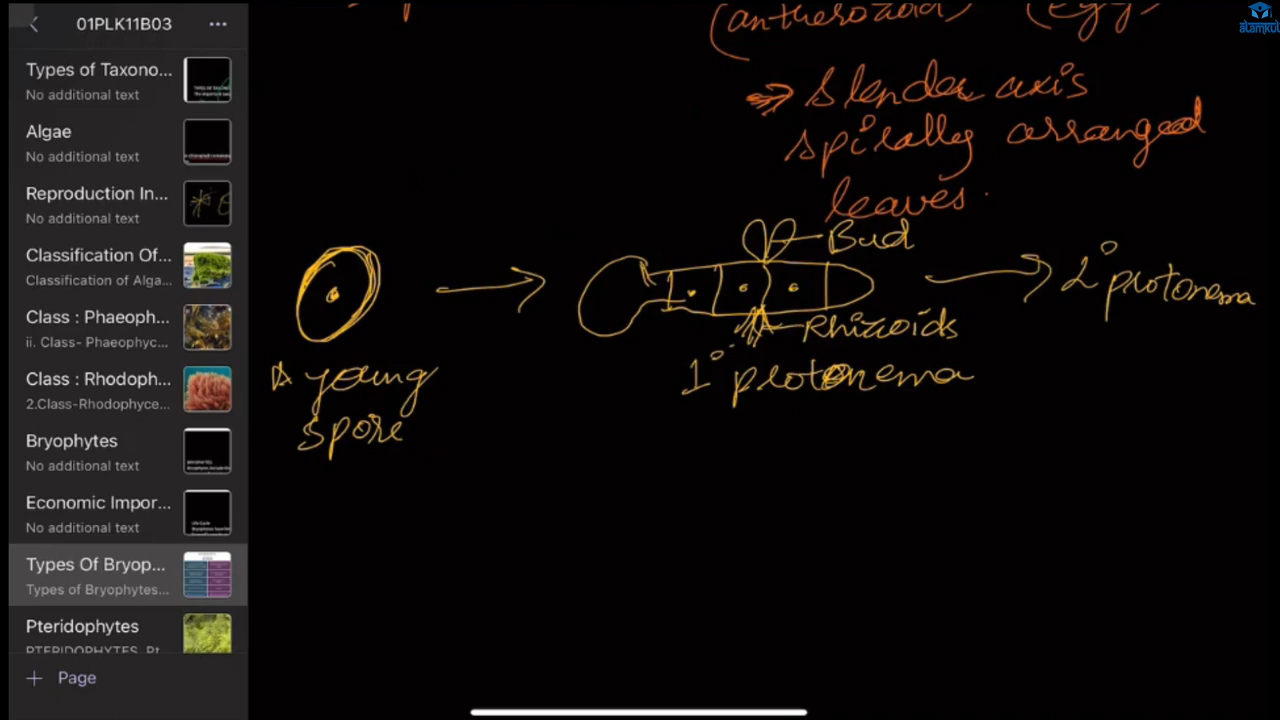 01PLK11B03
Types of Taxono...
No additional text
Algae
No additional text
Reproduction In...
No additional text
Classification Of...
Classification of Alga...
Class : Phaeoph...
ii. Class- Phaeophyc...
Class : Rhodoph...
2.Class-Rhodophyce...
Bryophytes
No additional text
Economic Impor...
No additional text
Types Of Bryop...
Types of Bryophytes...
Pteridophytes
PTERIDOPHYTES Pt
+ Page
(antherozoid) (Egg)
→ slender axis
spirally arranged
leaves.
Bud
Rhizoids
1° protonema
2° protonema
A young
spore
alamkul